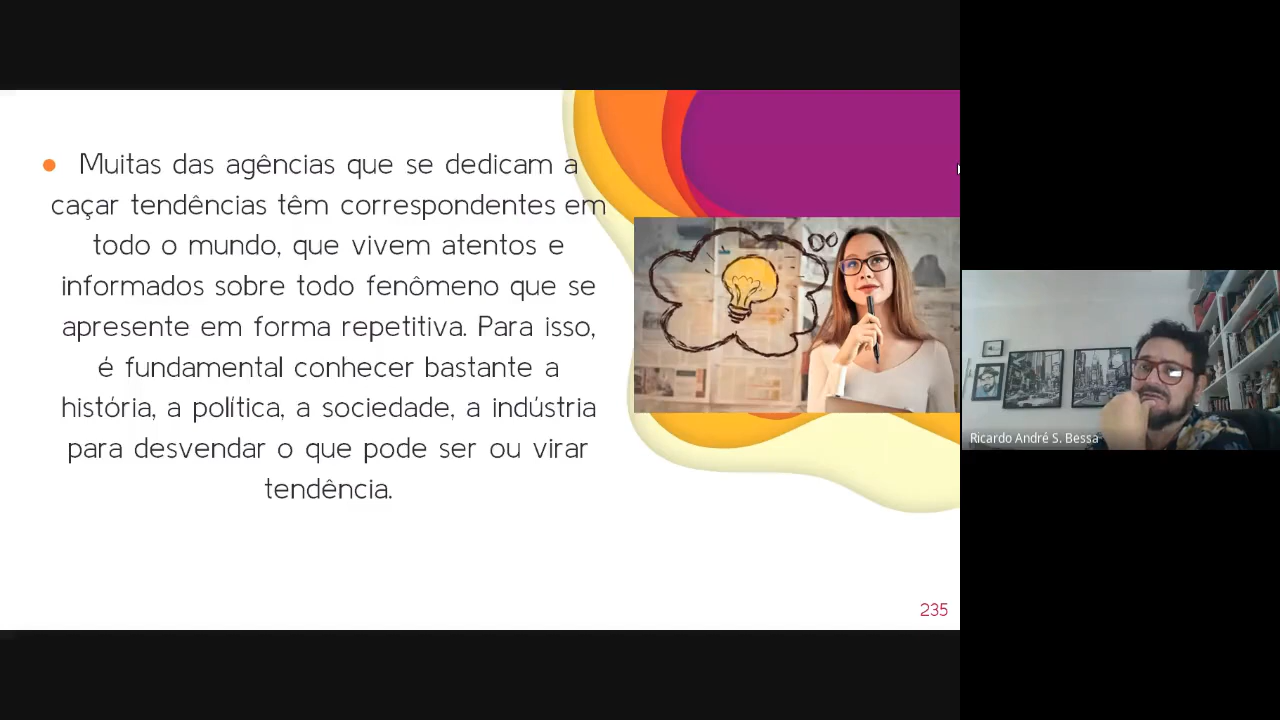 Muitas das agências que se dedicam a
caçar tendências têm correspondentes em
todo o mundo, que vivem atentos e
informados sobre todo fenômeno que se
apresente em forma repetitiva. Para isso,
é fundamental conhecer bastante a
história, a política, a sociedade, a indústria
para desvendar o que pode ser ou virar
tendência.
235
Ricardo André S. Bessa